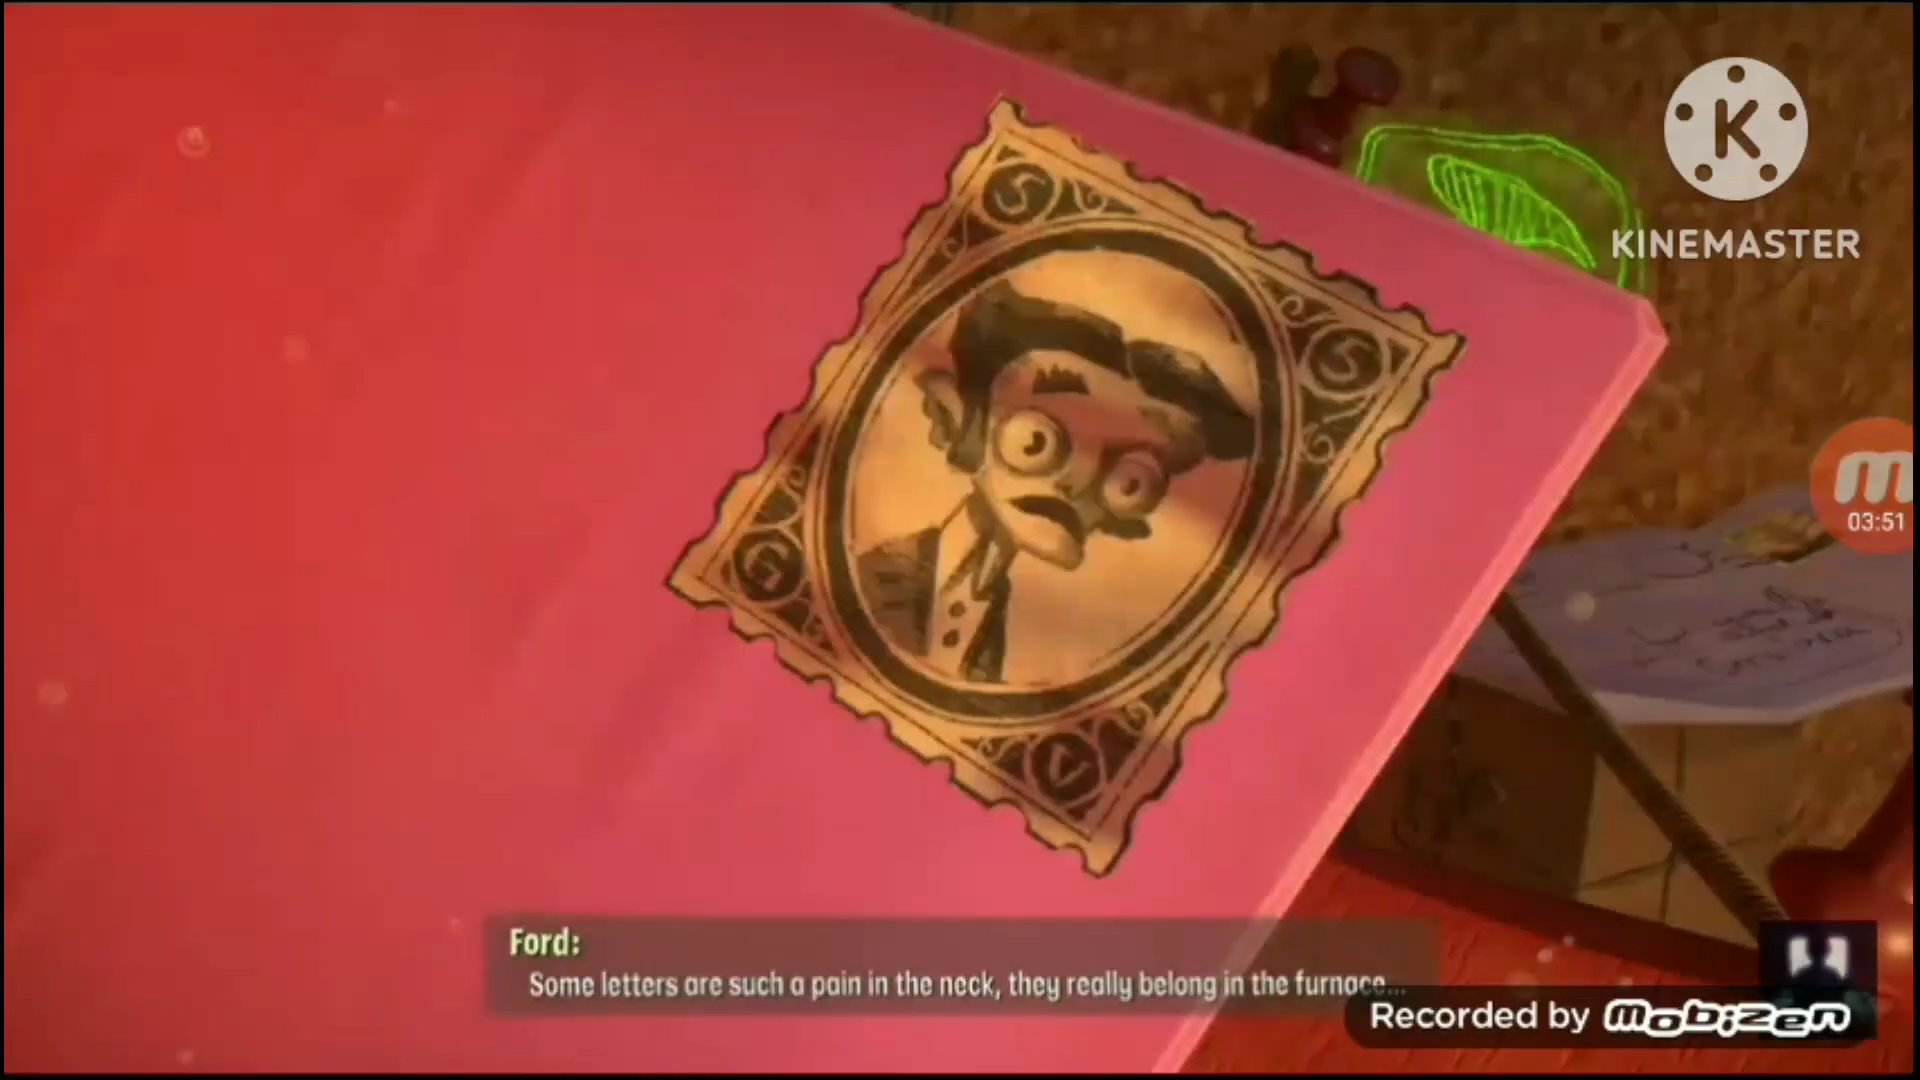 K
KINEMASTER
S
S
G
V
m
03:51
Ford:
Some letters are such a pain in the neck, they really belong in the furnace...
Recorded by mobizen